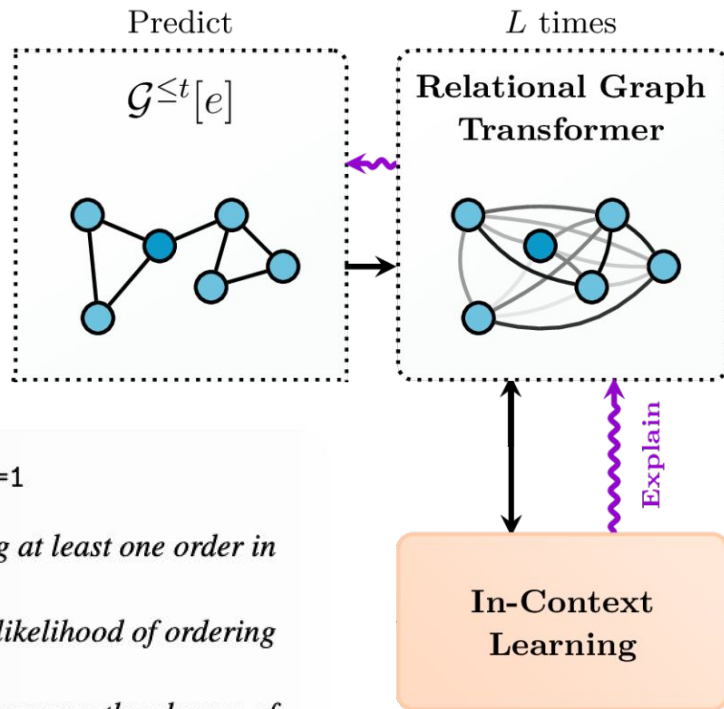 Predict
L times
𝒢≤t[e]
Relational Graph
Transformer
Explain
=1
at least one order in
likelihood of ordering
In-Context
Learning